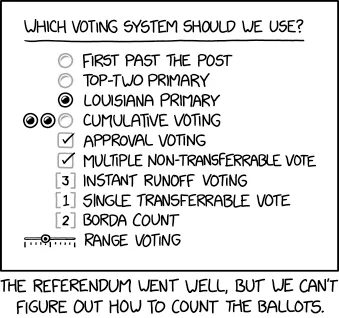 WHICH VOTING SYSTEM SHOULD WE USE?
FIRST PAST THE POST
TOP-TWO PRIMARY
LOUISIANA PRIMARY
CUMULATIVE VOTING
APPROVAL VOTING
MULTIPLE NON-TRANSFERRABLE VOTE
[3] INSTANT RUNOFF VOTING
[1] SINGLE TRANSFERRABLE VOTE
[2] BORDA COUNT
RANGE VOTING
THE REFERENDUM WENT WELL, BUT WE CAN'T
FIGURE OUT HOW TO COUNT THE BALLOTS.